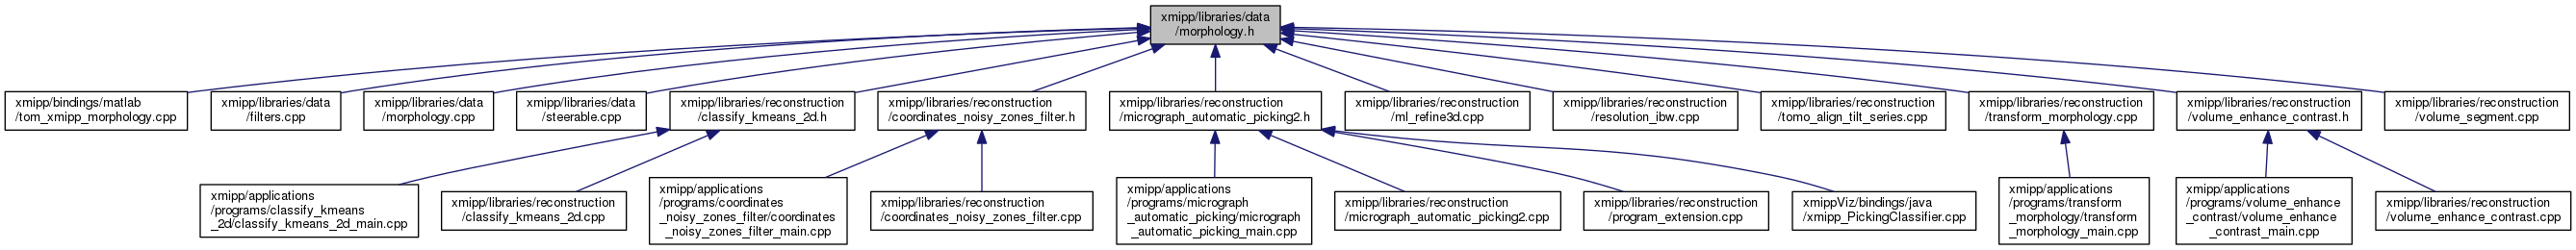 xmipp/libraries/data
/morphology.h
xmipp/bindings/matlab
/tom_xmipp_morphology.cpp
xmipp/libraries/data
/filters.cpp
xmipp/libraries/data
/morphology.cpp
xmipp/libraries/data
/steerable.cpp
xmipp/libraries/reconstruction
/classify_kmeans_2d.h
xmipp/libraries/reconstruction
/coordinates_noisy_zones_filter.h
xmipp/libraries/reconstruction
/micrograph_automatic_picking2.h
xmipp/libraries/reconstruction
/ml_refine3d.cpp
xmipp/libraries/reconstruction
/resolution_ibw.cpp
xmipp/libraries/reconstruction
/tomo_align_tilt_series.cpp
xmipp/libraries/reconstruction
/transform_morphology.cpp
xmipp/libraries/reconstruction
/volume_enhance_contrast.h
xmipp/libraries/reconstruction
/volume_segment.cpp
xmipp/applications
/programs/classify_kmeans
_2d/classify_kmeans_2d_main.cpp
xmipp/libraries/reconstruction
/classify_kmeans_2d.cpp
xmipp/applications
/programs/coordinates
_noisy_zones_filter/coordinates
_noisy_zones_filter_main.cpp
xmipp/libraries/reconstruction
/coordinates_noisy_zones_filter.cpp
xmipp/applications
/programs/micrograph
_automatic_picking/micrograph
_automatic_picking_main.cpp
xmipp/libraries/reconstruction
/micrograph_automatic_picking2.cpp
xmipp/libraries/reconstruction
/program_extension.cpp
xmippViz/bindings/java
/xmipp_PickingClassifier.cpp
xmipp/applications
/programs/transform
_morphology/transform
_morphology_main.cpp
xmipp/applications
/programs/volume_enhance
_contrast/volume_enhance
_contrast_main.cpp
xmipp/libraries/reconstruction
/volume_enhance_contrast.cpp